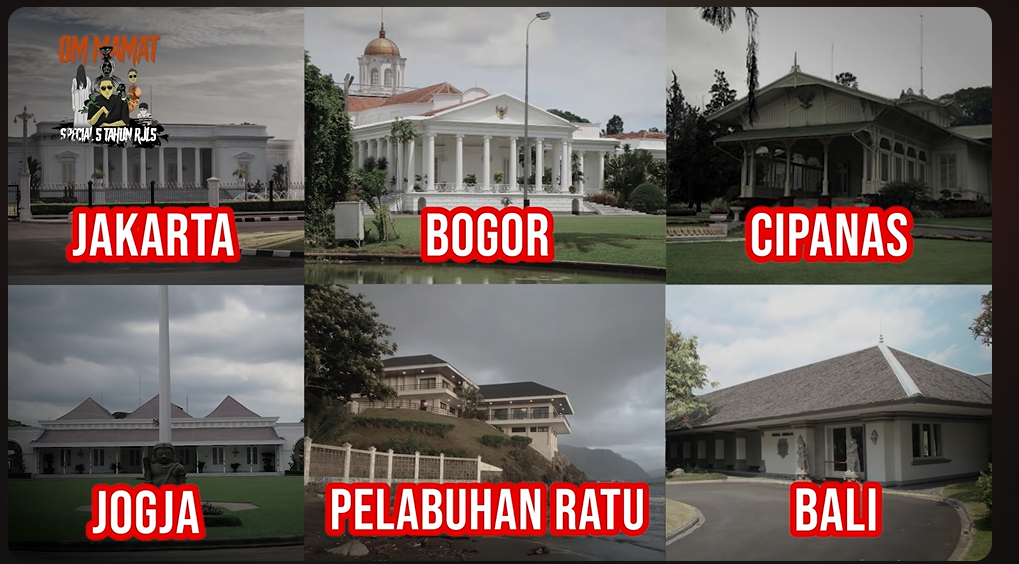 OM MAMAT
SPECIAL 5 TAHUN RJL5
JAKARTA
BOGOR
CIPANAS
JOGJA
PELABUHAN RATU
BALI